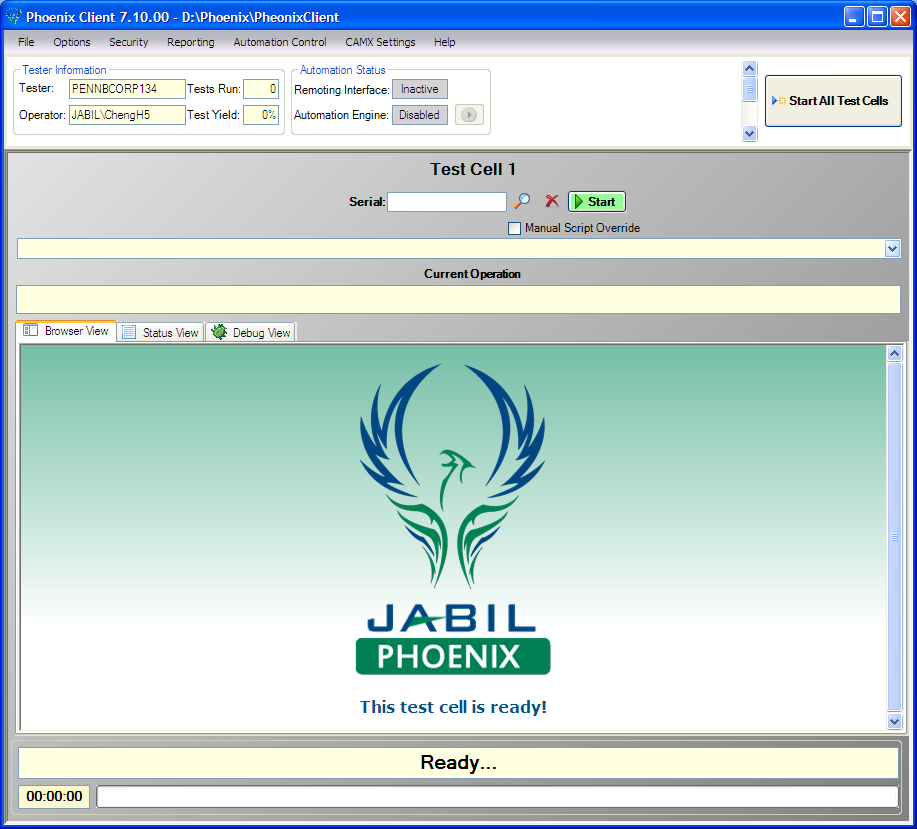 Phoenix Client 7.10.00 - D:\Phoenix\PheonixClient
File Options Security Reporting Automation Control CAMX Settings Help
Tester Information Automation Status
Tester: PENNBCORP134 Tests Run: 0 Remoting Interface: Inactive
Start All Test Cells
Operator: JABIL\ChengH5 Test Yield: 0% Automation Engine: Disabled
Test Cell 1
Serial: Start
Manual Script Override
Current Operation
Browser View Status View Debug View
JABIL
PHOENIX
This test cell is ready!
Ready...
00:00:00